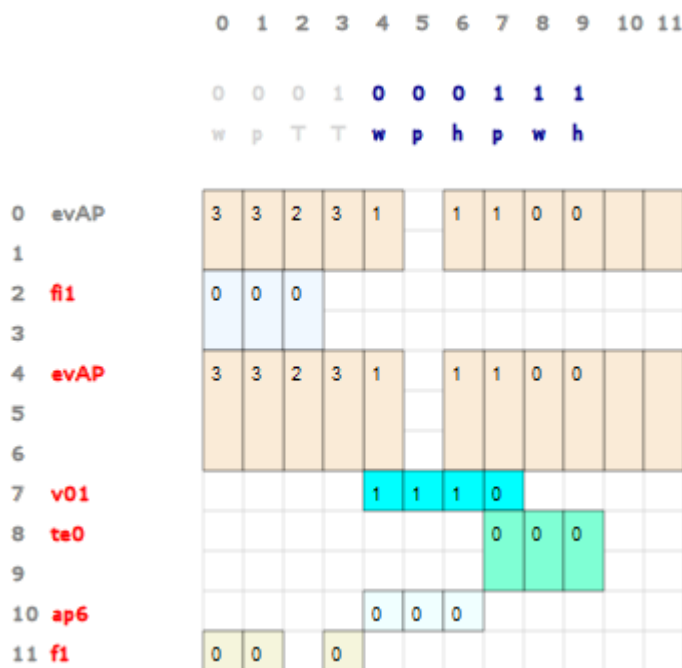 0 1 2 3 4 5 6 7 8 9 10 11
0 0 0 1 0 0 0 1 1 1
w p T T w p h p w h
0 evAP 3 3 2 3 1 1 1 0 0
1
2 fi1 0 0 0
3
4 evAP 3 3 2 3 1 1 1 0 0
5
6
7 v01 1 1 1 0
8 te0 0 0 0
9
10 ap6 0 0 0
11 f1 0 0 0